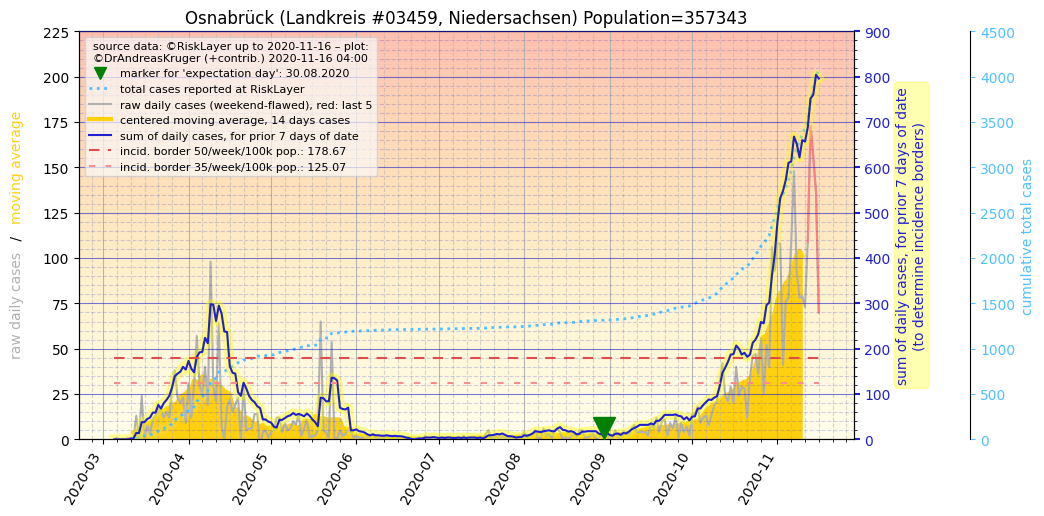 Osnabrück (Landkreis #03459, Niedersachsen) Population=357343
source data: ©RiskLayer up to 2020-11-16 – plot:
©DrAndreasKruger (+contrib.) 2020-11-16 04:00
marker for 'expectation day': 30.08.2020
total cases reported at RiskLayer
raw daily cases (weekend-flawed), red: last 5
centered moving average, 14 days cases
sum of daily cases, for prior 7 days of date
incid. border 50/week/100k pop.: 178.67
incid. border 35/week/100k pop.: 125.07
raw daily cases / moving average
225
200
175
150
125
100
75
50
25
0
2020-03
2020-04
2020-05
2020-06
2020-07
2020-08
2020-09
2020-10
2020-11
900
800
700
600
500
400
300
200
100
0
sum of daily cases, for prior 7 days of date
(to determine incidence borders)
4500
4000
3500
3000
2500
2000
1500
1000
500
0
cumulative total cases